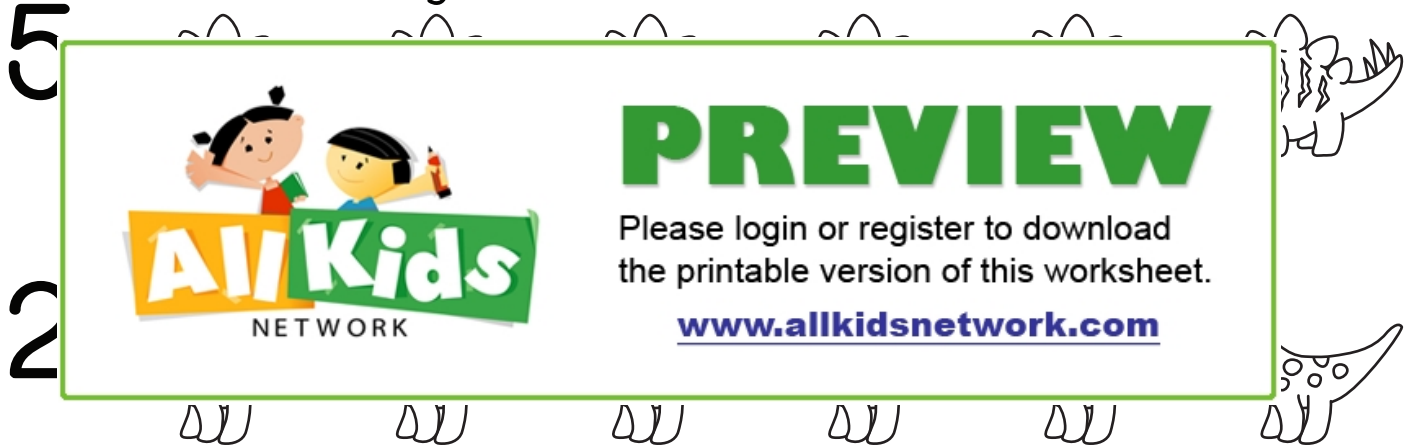 5
All Kids
NETWORK
PREVIEW
Please login or register to download
the printable version of this worksheet.
www.allkidsnetwork.com
2